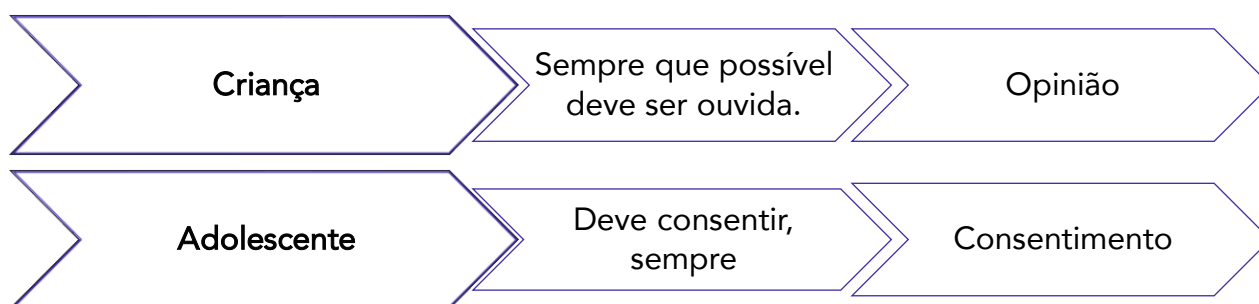 Criança
Sempre que possível
deve ser ouvida.
Opinião
Adolescente
Deve consentir,
sempre
Consentimento